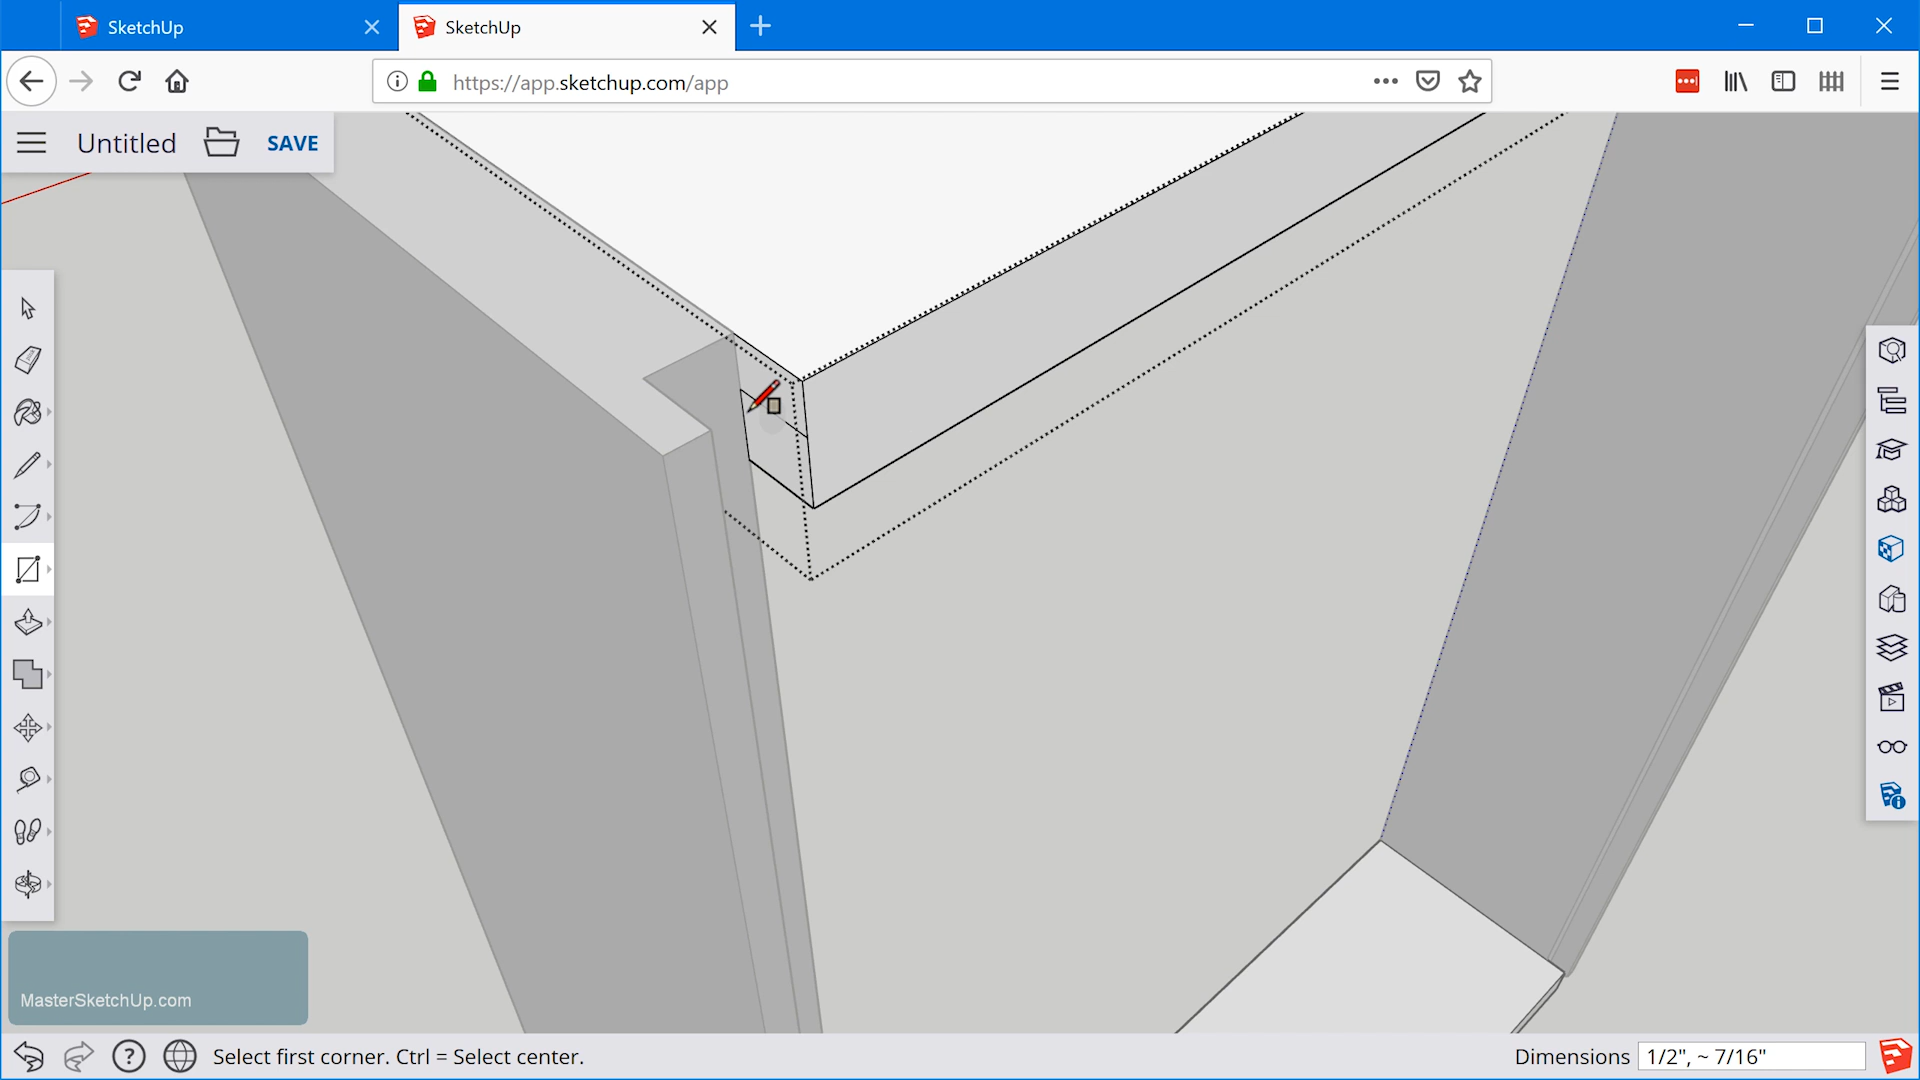 SketchUp
SketchUp
https://app.sketchup.com/app
Untitled
SAVE
MasterSketchUp.com
Select first corner. Ctrl = Select center.
Dimensions
1/2", ~ 7/16"